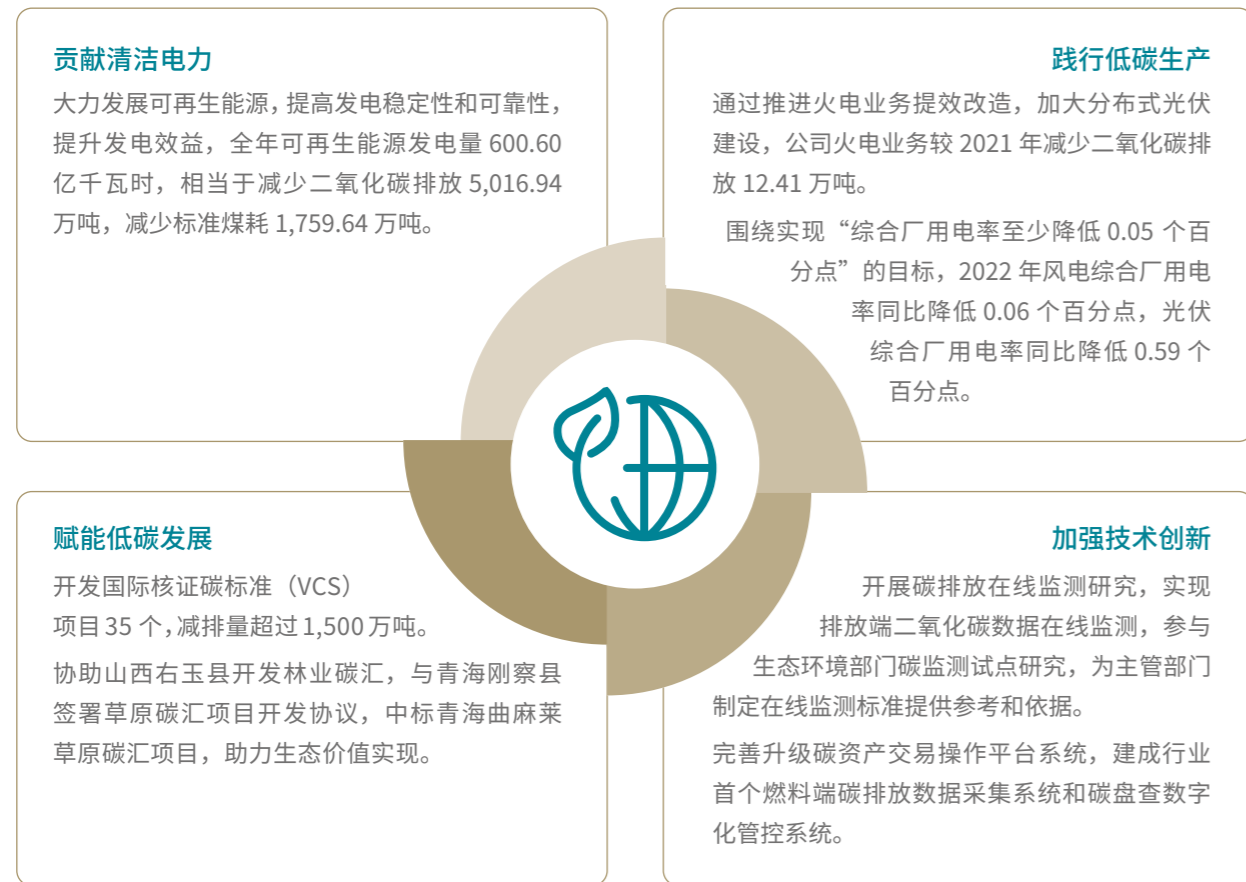 贡献清洁电力
大力发展可再生能源，提高发电稳定性和可靠性，
提升发电效益，全年可再生能源发电量 600.60
亿千瓦时，相当于减少二氧化碳排放 5,016.94
万吨，减少标准煤耗 1,759.64 万吨。
践行低碳生产
通过推进火电业务提效改造，加大分布式光伏
建设，公司火电业务较 2021 年减少二氧化碳排
放 12.41 万吨。
围绕实现“综合厂用电率至少降低 0.05 个百
分点”的目标，2022 年风电综合厂用电
率同比降低 0.06 个百分点，光伏
综合厂用电率同比降低 0.59 个
百分点。
赋能低碳发展
开发国际核证碳标准（VCS）
项目 35 个，减排量超过 1,500 万吨。
协助山西右玉县开发林业碳汇，与青海刚察县
签署草原碳汇项目开发协议，中标青海曲麻莱
草原碳汇项目，助力生态价值实现。
加强技术创新
开展碳排放在线监测研究，实现
排放端二氧化碳数据在线监测，参与
生态环境部门碳监测试点研究，为主管部门
制定在线监测标准提供参考和依据。
完善升级碳资产交易操作平台系统，建成行业
首个燃料端碳排放数据采集系统和碳盘查数字
化管控系统。